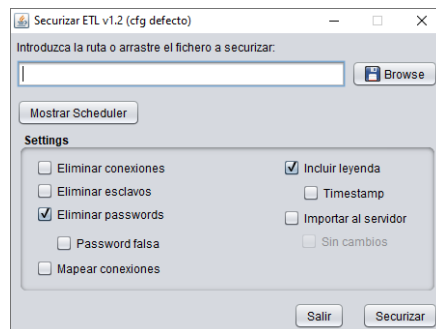 Securizar ETL v1.2 (cfg defecto)
Introduzca la ruta o arrastre el fichero a securizar:
Browse
Mostrar Scheduler
Settings
Eliminar conexiones
Eliminar esclavos
Eliminar passwords
Password falsa
Mapear conexiones
Incluir leyenda
Timestamp
Importar al servidor
Sin cambios
Salir
Securizar